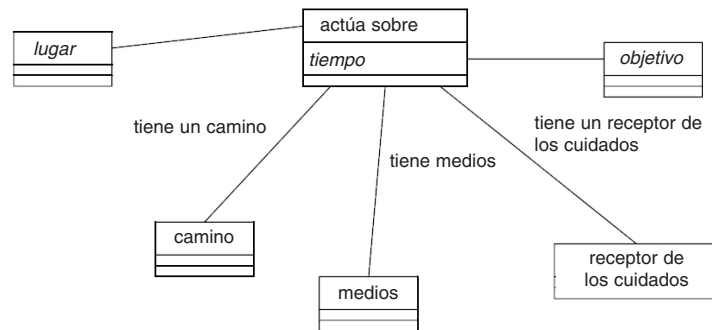 actúa sobre
lugar
tiempo
objetivo
tiene un camino
tiene un receptor de
los cuidados
tiene medios
camino
receptor de
los cuidados
medios